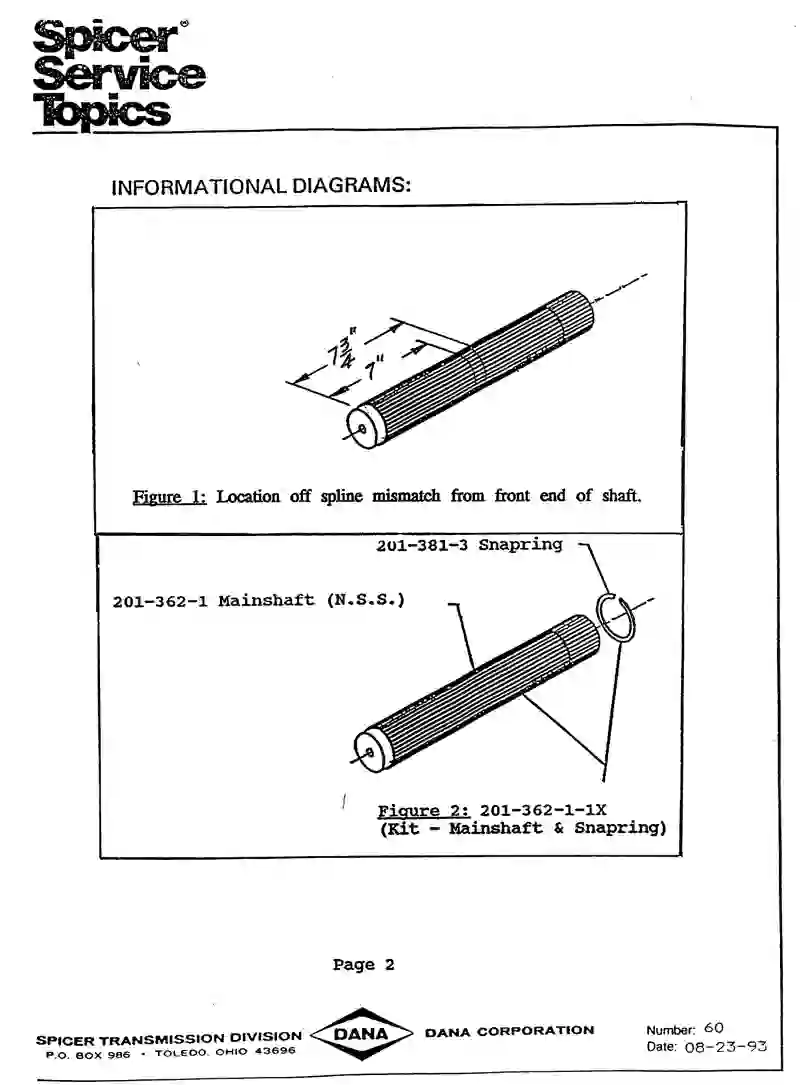 Spicer®
Service
Topics
INFORMATIONAL DIAGRAMS:
7 3/4"
7"
Figure 1: Location off spline mismatch from front end of shaft.
201-381-3 Snapring
201-362-1 Mainshaft (N.S.S.)
Figure 2: 201-362-1-1X
(Kit - Mainshaft & Snapring)
Page 2
SPICER TRANSMISSION DIVISION
P.O. BOX 986 • TOLEDO, OHIO 43696
DANA
DANA CORPORATION
Number: 60
Date: 08-23-93